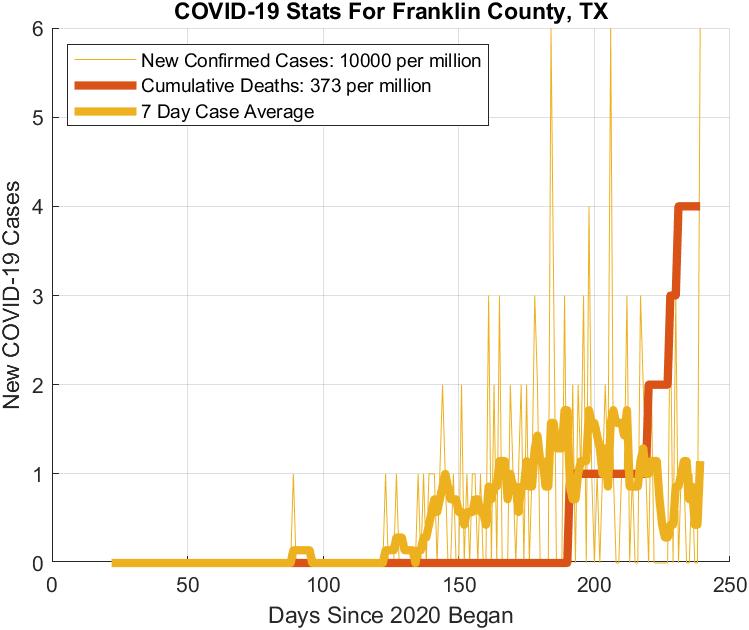 COVID-19 Stats For Franklin County, TX
New Confirmed Cases: 10000 per million
Cumulative Deaths: 373 per million
7 Day Case Average
New COVID-19 Cases
6
5
4
3
2
1
0
0 50 100 150 200 250
Days Since 2020 Began